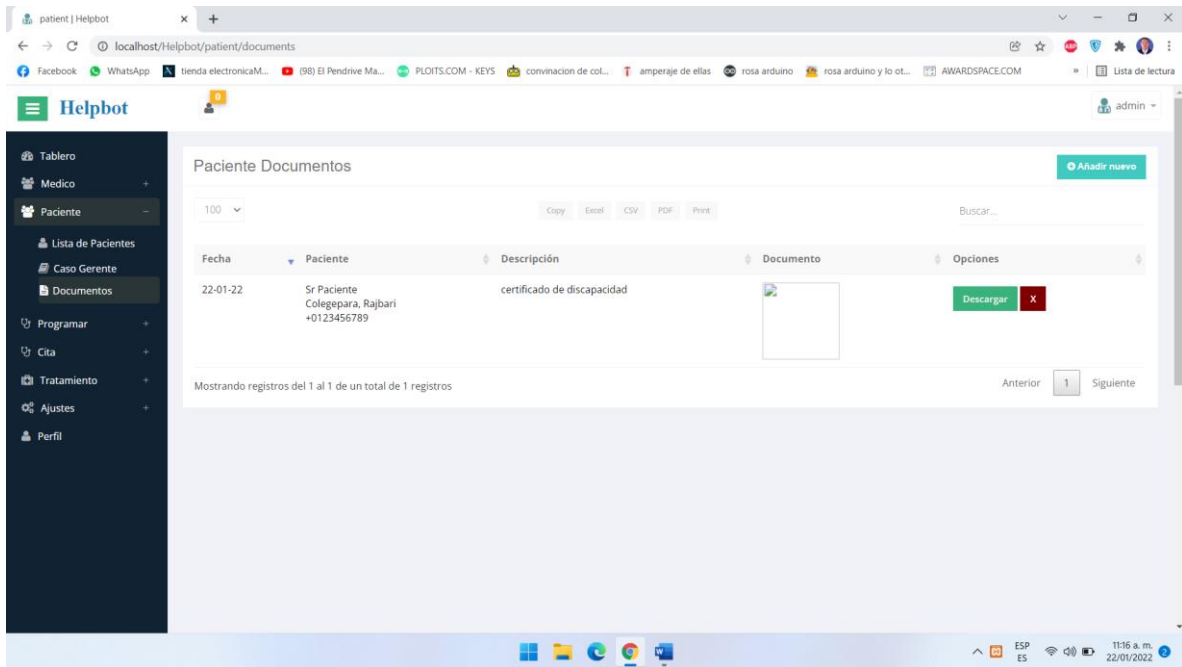 patient | Helpbot
localhost/Helpbot/patient/documents
Facebook WhatsApp tienda electronicaM... (98) El Pendrive Ma... PLOITS.COM - KEYS convinacion de col... amperaje de ellas rosa arduino rosa arduino y lo ot... AWARDSPACE.COM » Lista de lectura
Helpbot 0 admin
Tablero
Medico
Paciente
Lista de Pacientes
Caso Gerente
Documentos
Programar
Cita
Tratamiento
Ajustes
Perfil
Paciente Documentos Añadir nuevo
100 Copy Excel CSV PDF Print Buscar...
Fecha Paciente Descripción Documento Opciones
22-01-22 Sr Paciente certificado de discapacidad Descargar X
Colegepara, Rajbari
+0123456789
Mostrando registros del 1 al 1 de un total de 1 registros Anterior 1 Siguiente
ESP 11:16 a. m.
ES 22/01/2022 2